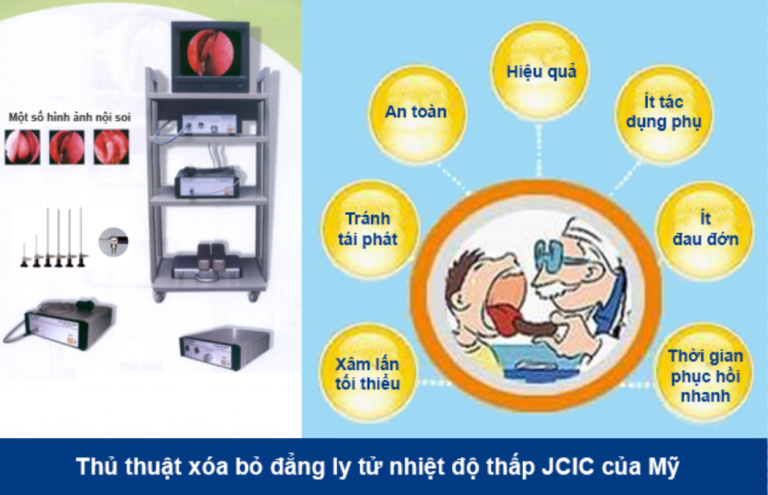 Một số hình ảnh nội soi
Hiệu quả
An toàn
Ít tác
dụng phụ
Tránh
tái phát
Ít
đau đớn
Xâm lấn
tối thiểu
Thời gian
phục hồi
nhanh
Thủ thuật xóa bỏ đẳng ly tử nhiệt độ thấp JCIC của Mỹ